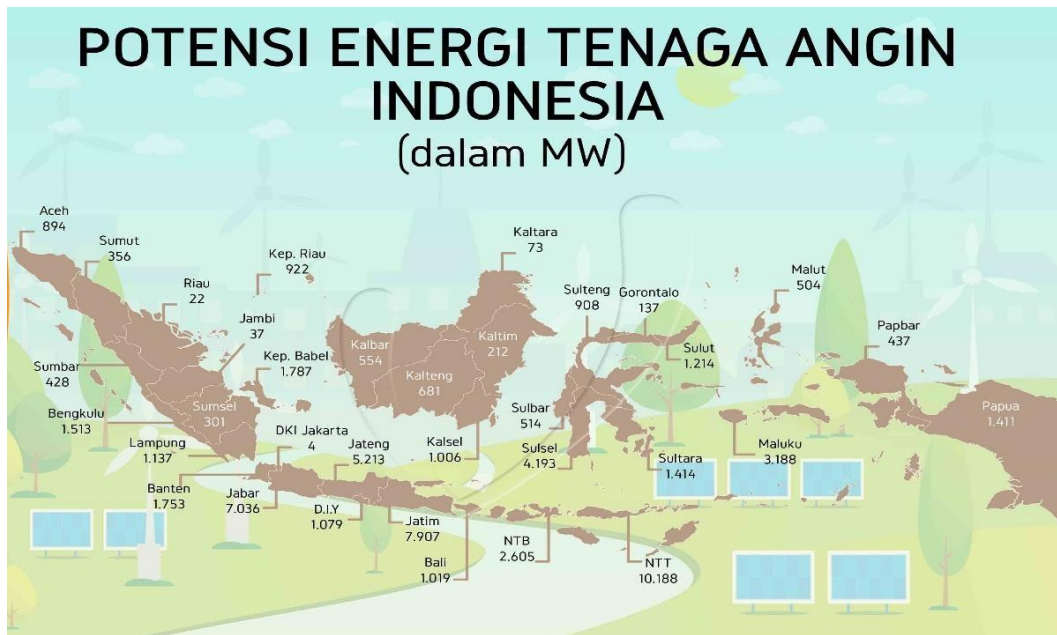 POTENSI ENERGI TENAGA ANGIN
INDONESIA
(dalam MW)
Aceh
894
Sumut
356
Kep. Riau
922
Riau
22
Jambi
37
Kep. Babel
1.787
Sumbar
428
Bengkulu
1.513
Sumsel
301
Lampung
1.137
Banten
1.753
DKI Jakarta
4
Jabar
7.036
Jateng
5.213
D.I.Y
1.079
Jatim
7.907
Bali
1.019
Kalbar
554
Kalteng
681
Kaltim
212
Kaltara
73
Kalsel
1.006
Sulteng
908
Gorontalo
137
Sulut
1.214
Sulbar
514
Sulsel
4.193
Sultara
1.414
NTB
2.605
NTT
10.188
Malut
504
Maluku
3.188
Papbar
437
Papua
1.411